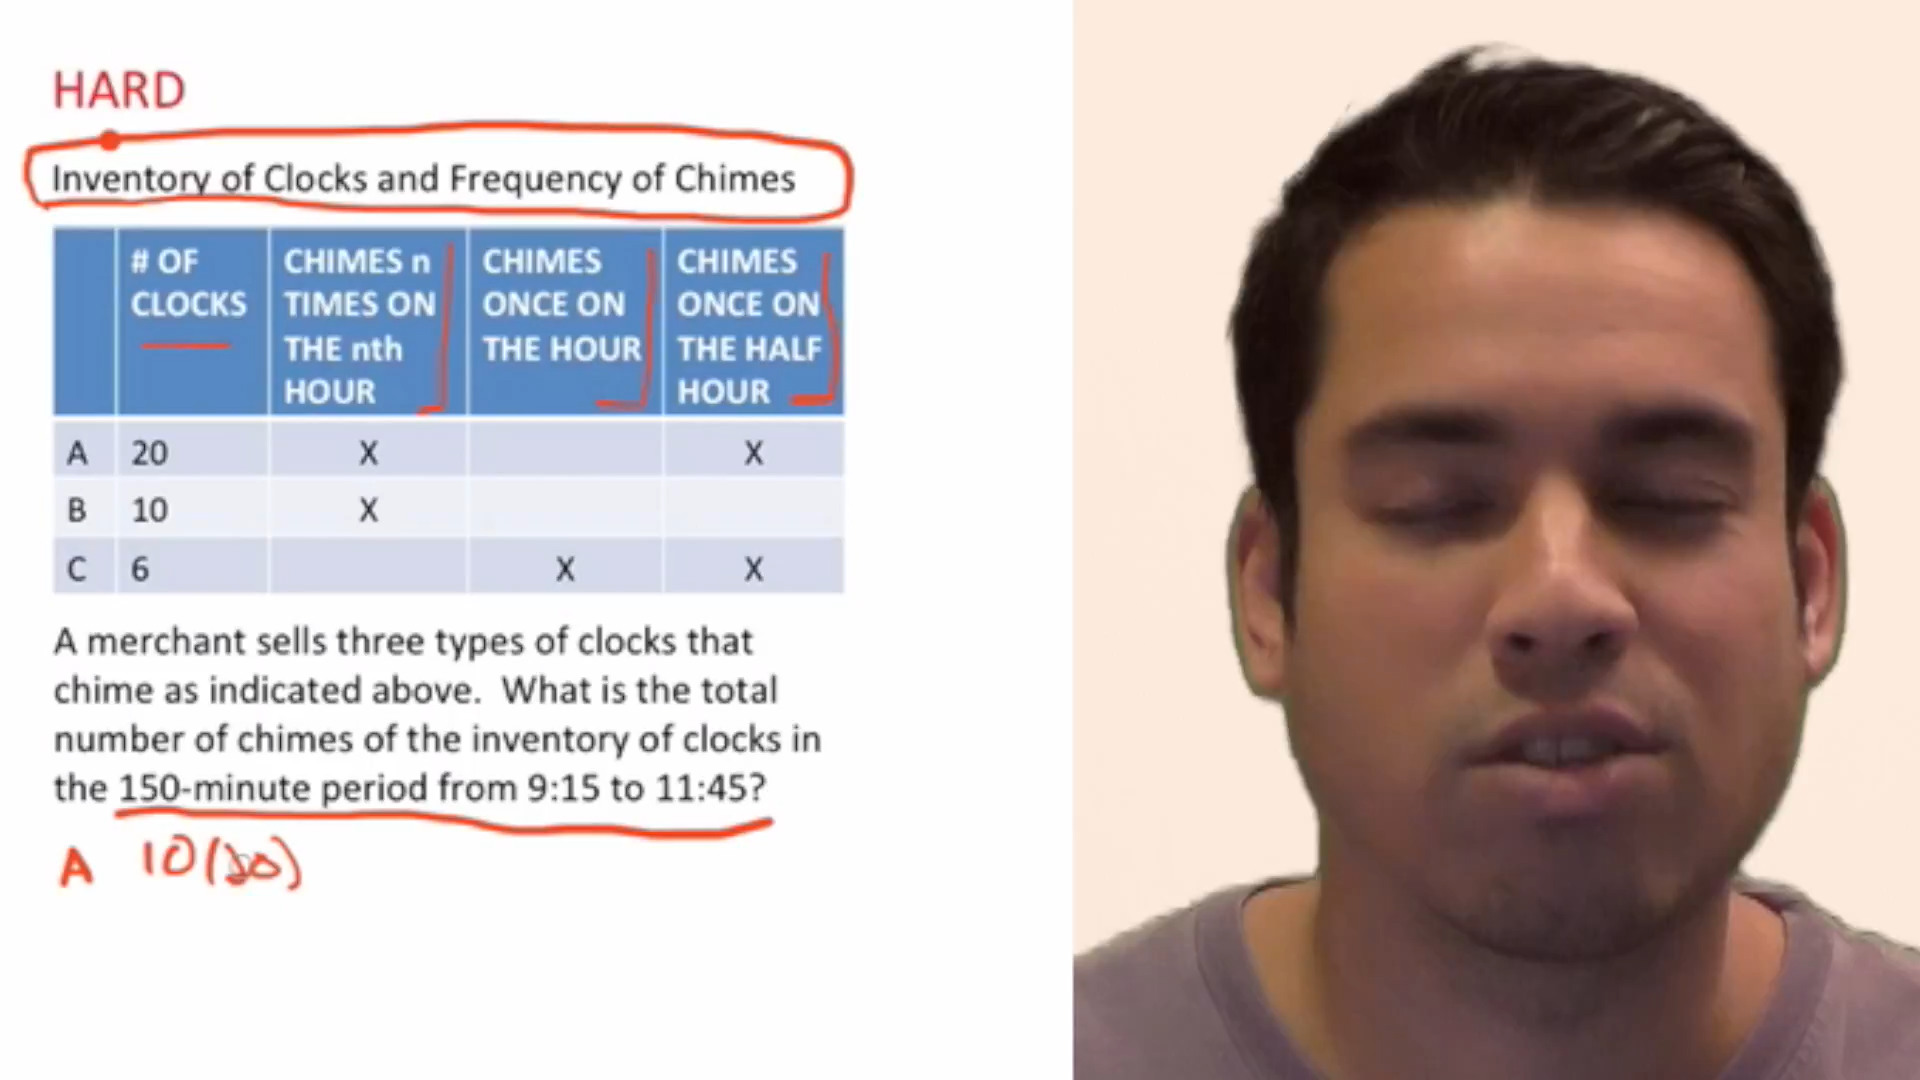 HARD
Inventory of Clocks and Frequency of Chimes
# OF CLOCKS
CHIMES n TIMES ON THE nth HOUR
CHIMES ONCE ON THE HOUR
CHIMES ONCE ON THE HALF HOUR
A 20 X X
B 10 X
C 6 X X
A merchant sells three types of clocks that
chime as indicated above. What is the total
number of chimes of the inventory of clocks in
the 150-minute period from 9:15 to 11:45?
A 10(20)